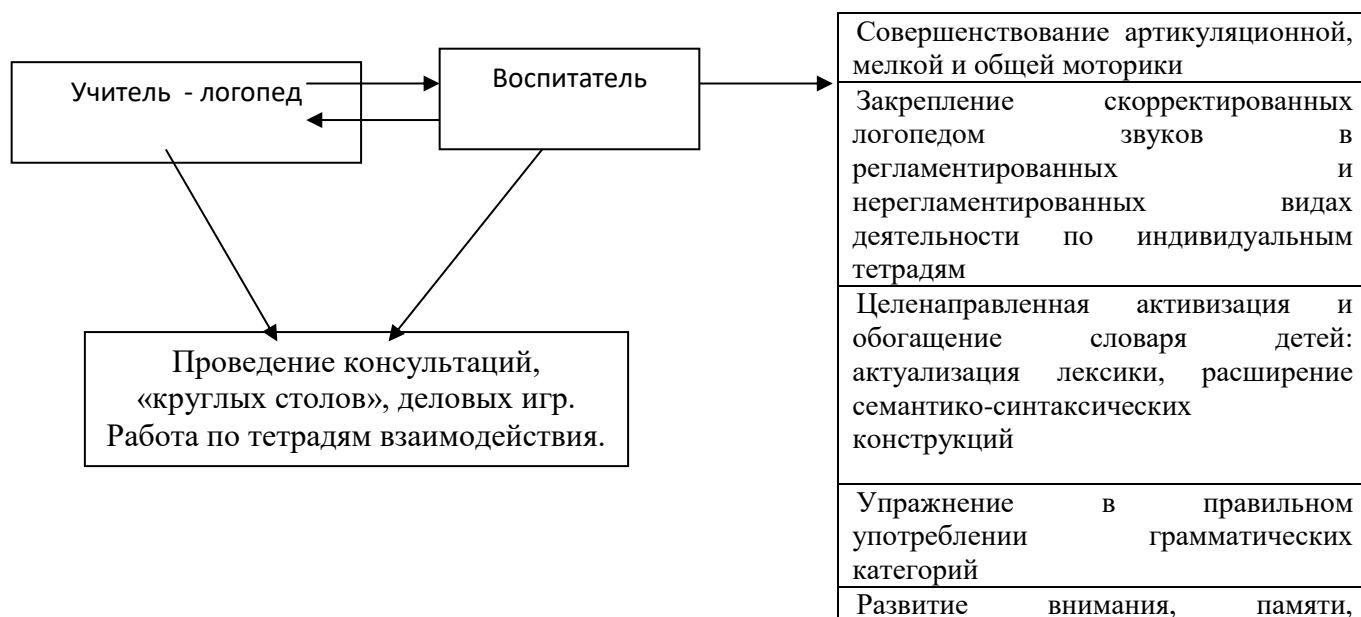 Учитель - логопед
Воспитатель
Проведение консультаций,
«круглых столов», деловых игр.
Работа по тетрадям взаимодействия.
Совершенствование артикуляционной,
мелкой и общей моторики
Закрепление скорректированных
логопедом звуков в
регламентированных и
нерегламентированных видах
деятельности по индивидуальным
тетрадям
Целенаправленная активизация и
обогащение словаря детей:
актуализация лексики, расширение
семантико-синтаксических
конструкций
Упражнение в правильном
употреблении грамматических
категорий
Развитие внимания, памяти,